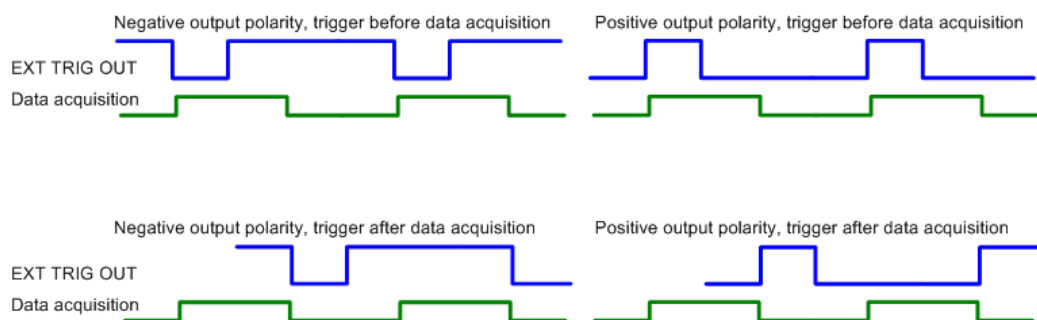 Negative output polarity, trigger before data acquisition
Positive output polarity, trigger before data acquisition
EXT TRIG OUT
Data acquisition
Negative output polarity, trigger after data acquisition
Positive output polarity, trigger after data acquisition
EXT TRIG OUT
Data acquisition